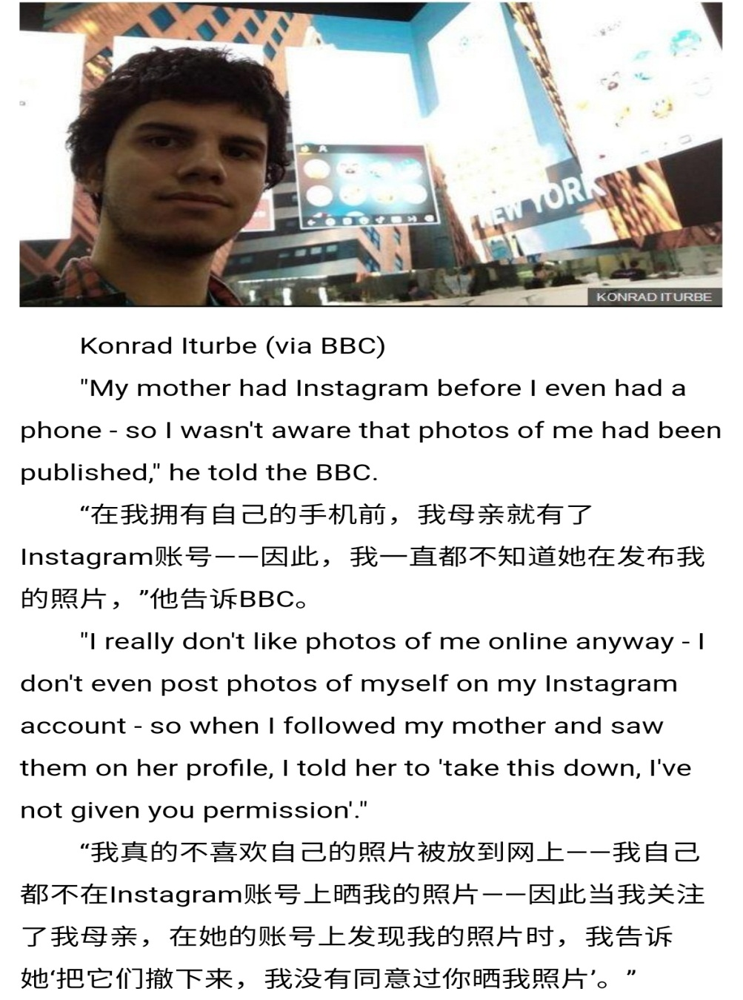 NEW YORK
KONRAD ITURBE
Konrad Iturbe (via BBC)
"My mother had Instagram before I even had a
phone - so I wasn't aware that photos of me had been
published," he told the BBC.
“在我拥有自己的手机前，我母亲就有了
Instagram账号——因此，我一直都不知道她在发布我
的照片，”他告诉BBC。
"I really don't like photos of me online anyway - I
don't even post photos of myself on my Instagram
account - so when I followed my mother and saw
them on her profile, I told her to 'take this down, I've
not given you permission'."
“我真的不喜欢自己的照片被放到网上——我自己
都不在Instagram账号上晒我的照片——因此当我关注
了我母亲，在她的账号上发现我的照片时，我告诉
她‘把它们撤下来，我没有同意过你晒我照片’。”